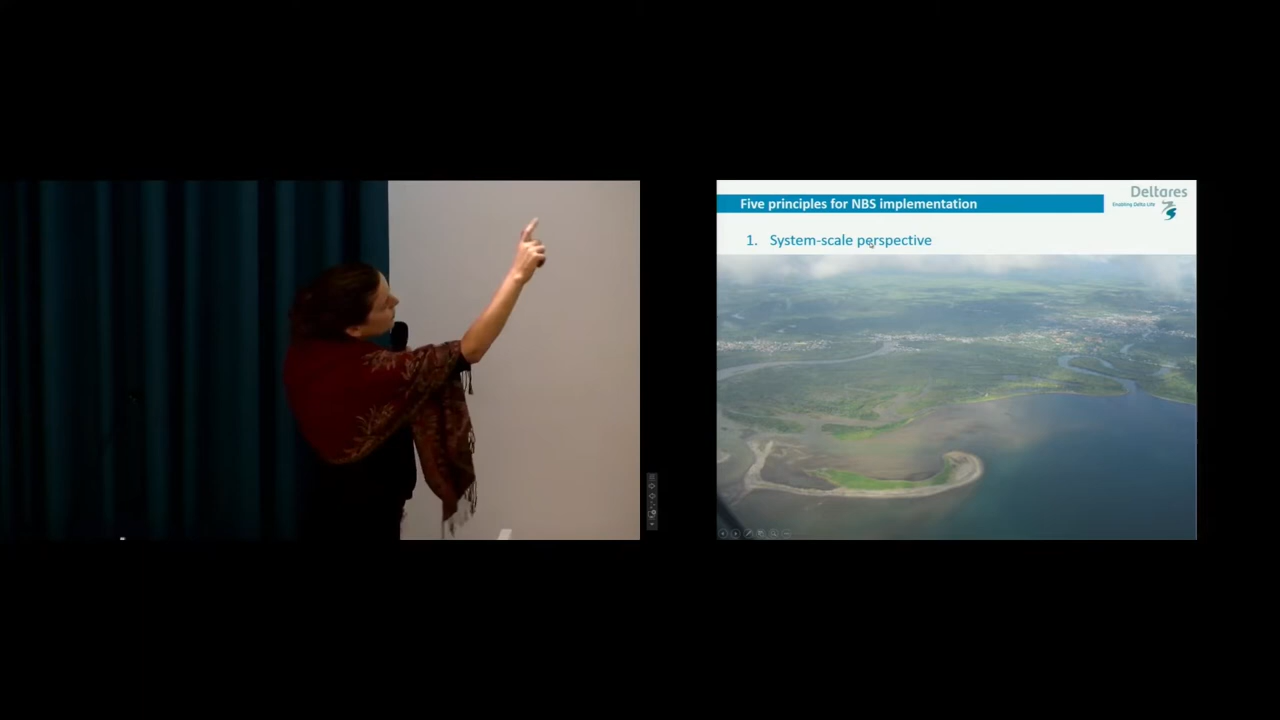 Deltares
Five principles for NBS implementation
Enabling Delta Life
1. System-scale perspective